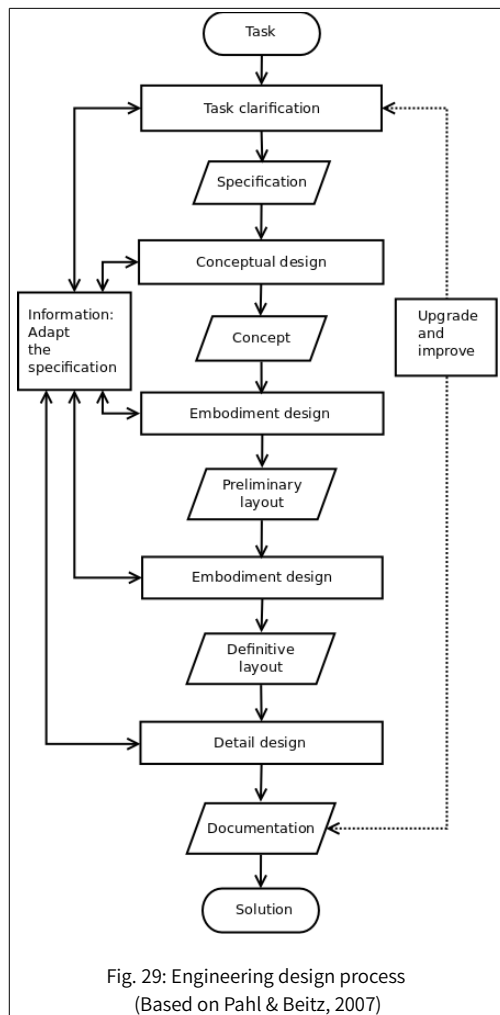 Task
Task clarification
Specification
Conceptual design
Information:
Adapt
the
specification
Upgrade
and
improve
Concept
Embodiment design
Preliminary
layout
Embodiment design
Definitive
layout
Detail design
Documentation
Solution
Fig. 29: Engineering design process
(Based on Pahl & Beitz, 2007)